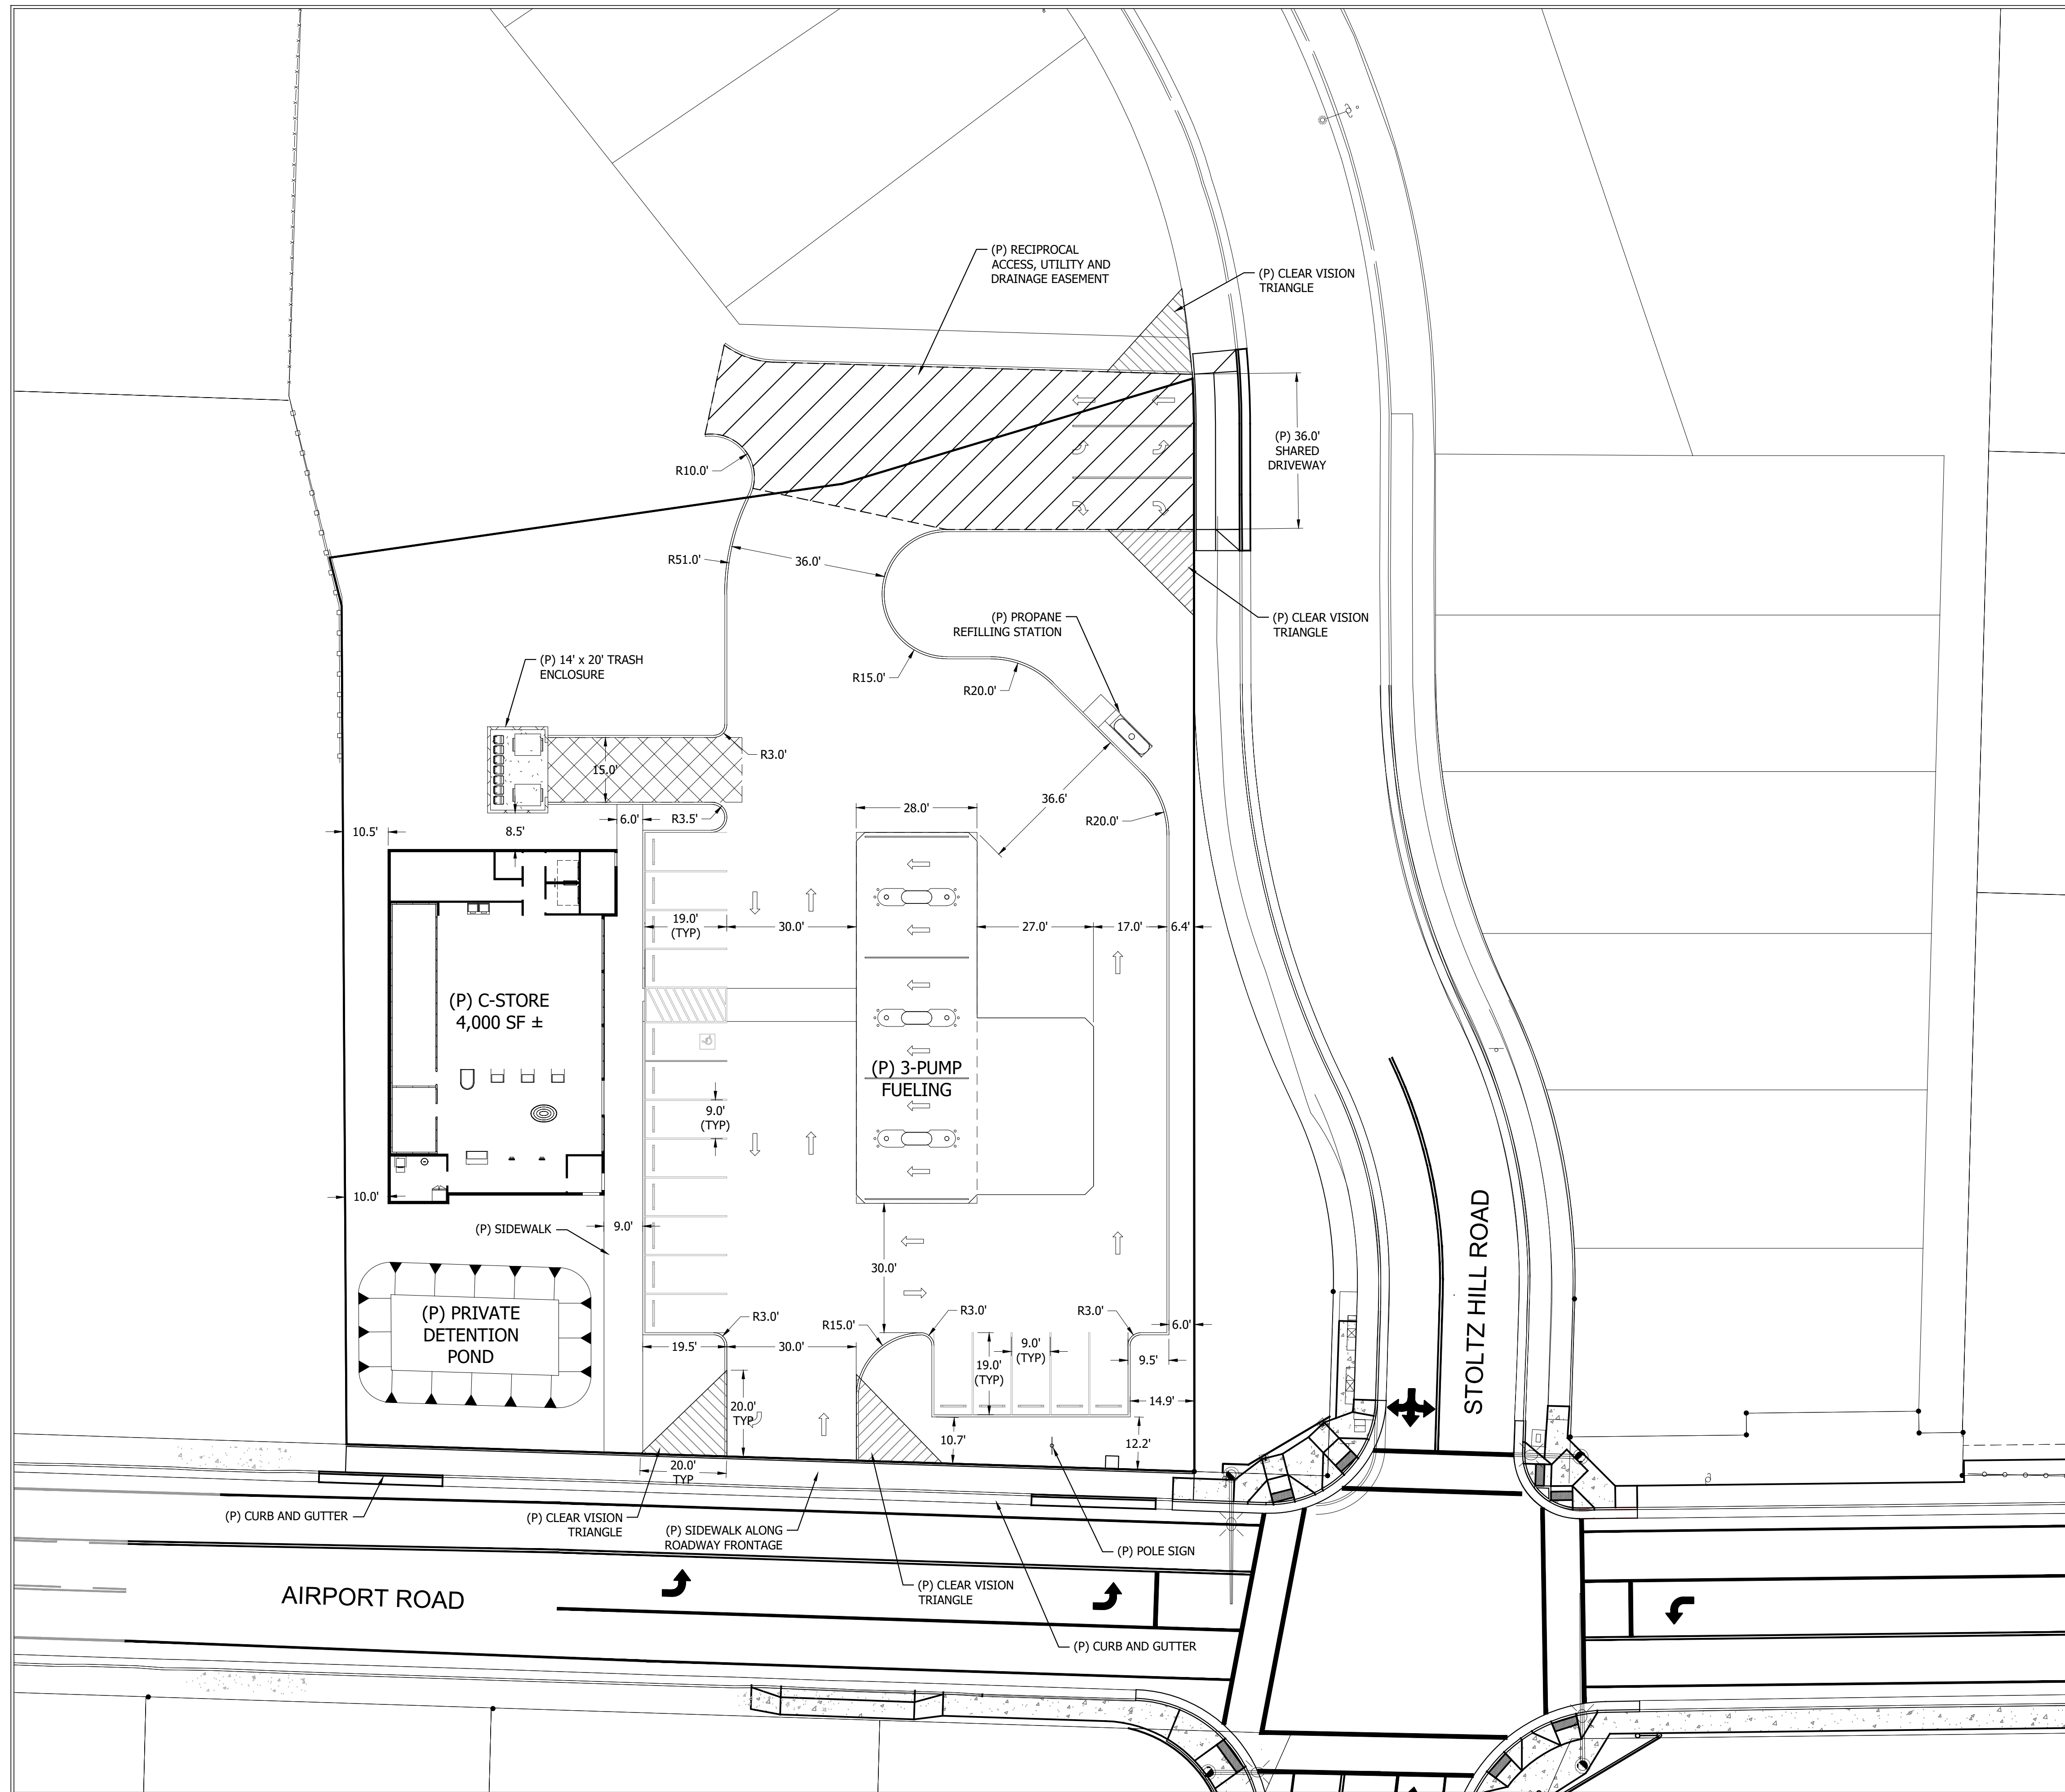 (P) RECIPROCAL
ACCESS, UTILITY AND
DRAINAGE EASEMENT
(P) CLEAR VISION
TRIANGLE
(P) 36.0'
SHARED
DRIVEWAY
R10.0'
R51.0'
36.0'
(P) PROPANE
REFILLING STATION
(P) CLEAR VISION
TRIANGLE
(P) 14' x 20' TRASH
ENCLOSURE
R15.0'
R20.0'
R3.0'
15.0'
36.6'
28.0'
10.5'
8.5'
6.0'
R3.5'
R20.0'
19.0'
(TYP)
30.0'
27.0'
17.0'
6.4'
(P) C-STORE
4,000 SF ±
(P) 3-PUMP
FUELING
9.0'
(TYP)
10.0'
(P) SIDEWALK
9.0'
30.0'
STOLTZ HILL ROAD
(P) PRIVATE
DETENTION
POND
R3.0'
R15.0'
R3.0'
R3.0'
6.0'
19.5'
30.0'
19.0'
(TYP)
9.0'
(TYP)
9.5'
14.9'
20.0'
TYP
10.7'
12.2'
20.0'
TYP
(P) CURB AND GUTTER
(P) CLEAR VISION
TRIANGLE
(P) SIDEWALK ALONG
ROADWAY FRONTAGE
(P) POLE SIGN
(P) CLEAR VISION
TRIANGLE
AIRPORT ROAD
(P) CURB AND GUTTER